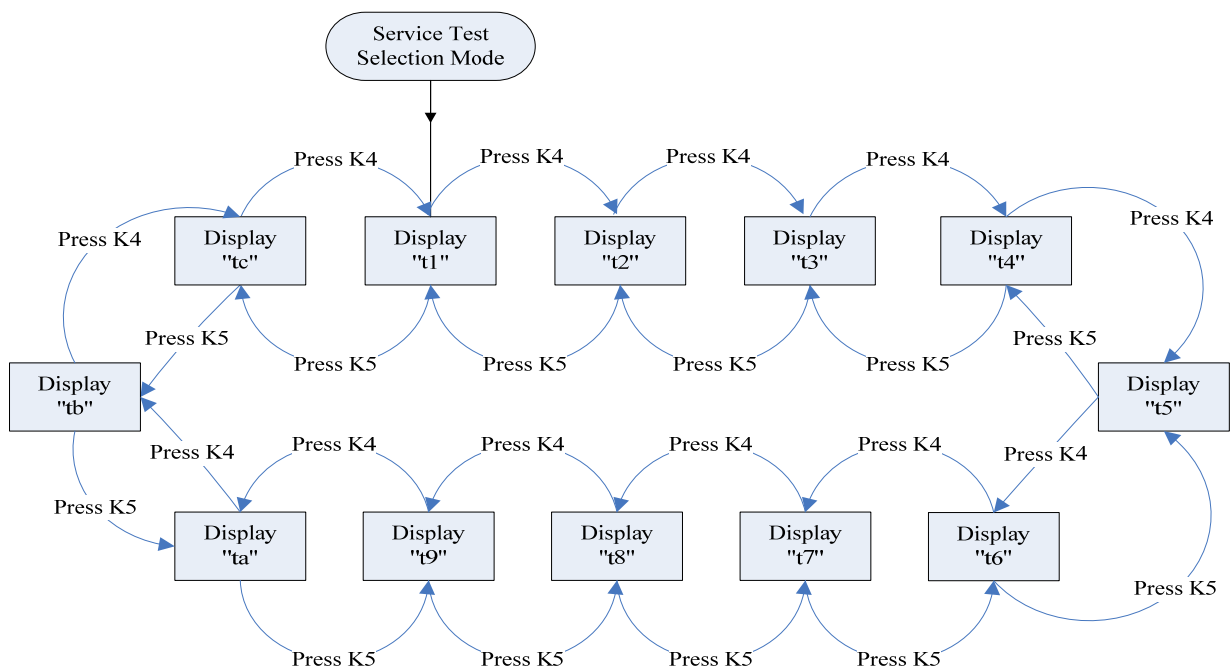 Service Test
Selection Mode
Press K4
Press K4
Press K4
Press K4
Press K4
Press K4
Display
"tc"
Display
"t1"
Display
"t2"
Display
"t3"
Display
"t4"
Press K5
Press K5
Press K5
Press K5
Press K5
Press K5
Display
"tb"
Display
"t5"
Press K4
Press K4
Press K4
Press K4
Press K4
Press K4
Press K5
Display
"ta"
Display
"t9"
Display
"t8"
Display
"t7"
Display
"t6"
Press K5
Press K5
Press K5
Press K5
Press K5